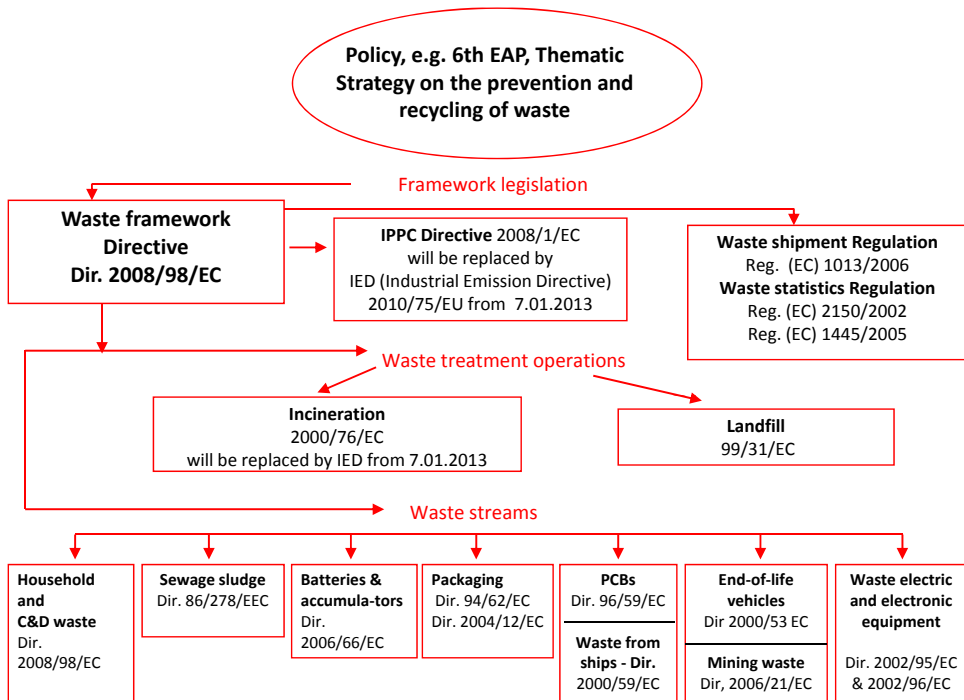 Policy, e.g. 6th EAP, Thematic
Strategy on the prevention and
recycling of waste
Framework legislation
Waste framework
Directive
Dir. 2008/98/EC
IPPC Directive 2008/1/EC
will be replaced by
IED (Industrial Emission Directive)
2010/75/EU from 7.01.2013
Waste shipment Regulation
Reg. (EC) 1013/2006
Waste statistics Regulation
Reg. (EC) 2150/2002
Reg. (EC) 1445/2005
Waste treatment operations
Incineration
2000/76/EC
will be replaced by IED from 7.01.2013
Landfill
99/31/EC
Waste streams
Household
and
C&D waste
Dir.
2008/98/EC
Sewage sludge
Dir. 86/278/EEC
Batteries &
accumula-tors
Dir.
2006/66/EC
Packaging
Dir. 94/62/EC
Dir. 2004/12/EC
PCBs
Dir. 96/59/EC
Waste from
ships - Dir.
2000/59/EC
End-of-life
vehicles
Dir 2000/53 EC
Mining waste
Dir, 2006/21/EC
Waste electric
and electronic
equipment
Dir. 2002/95/EC
& 2002/96/EC